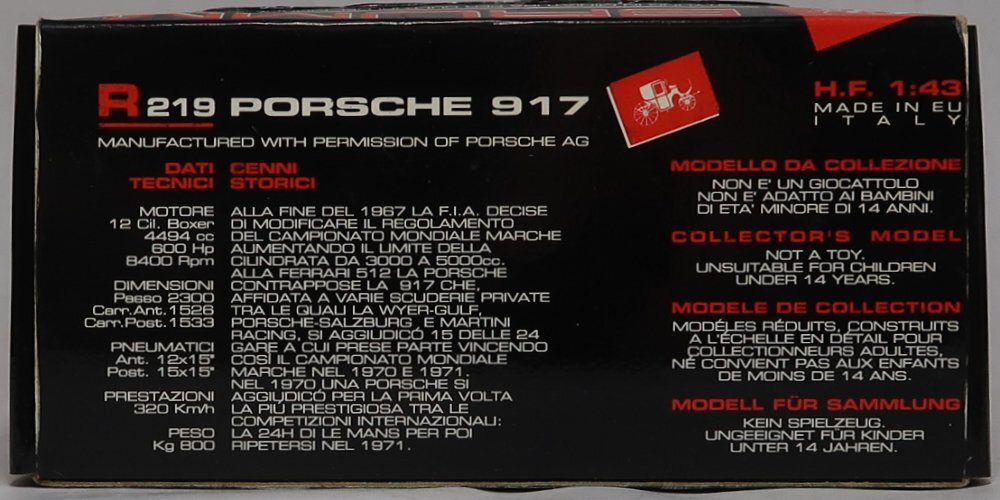 R219 PORSCHE 917
MANUFACTURED WITH PERMISSION OF PORSCHE AG
DATI
TECNICI
MOTORE
12 Cil. Boxer
4494 cc
600 Hp
8400 Rpm
DIMENSIONI
Passo 2300
Carr.Ant.1526
Carr.Post.1533
PNEUMATICI
Ant. 12x15"
Post. 15x15"
PRESTAZIONI
320 Km/h
PESO
Kg 800
CENNI
STORICI
ALLA FINE DEL 1967 LA F.I.A. DECISE
DI MODIFICARE IL REGOLAMENTO
DEL CAMPIONATO MONDIALE MARCHE
AUMENTANDO IL LIMITE DELLA
CILINDRATA DA 3000 A 5000cc.
ALLA FERRARI 512 LA PORSCHE
CONTRAPPOSE LA 917 CHE,
AFFIDATA A VARIE SCUDERIE PRIVATE
TRA LE QUALI LA WYER-GULF,
PORSCHE-SALZBURG, E MARTINI
RACING, SI AGGIUDICÓ 15 DELLE 24
GARE A CUI PRESE PARTE VINCENDO
COSÌ IL CAMPIONATO MONDIALE
MARCHE NEL 1970 E 1971.
NEL 1970 UNA PORSCHE SI
AGGIUDICÓ PER LA PRIMA VOLTA
LA PIÚ PRESTIGIOSA TRA LE
COMPETIZIONI INTERNAZIONALI:
LA 24H DI LE MANS PER POI
RIPETERSI NEL 1971.
H.F. 1:43
MADE IN EU
ITALY
MODELLO DA COLLEZIONE
NON E' UN GIOCATTOLO
NON E' ADATTO AI BAMBINI
DI ETA' MINORE DI 14 ANNI.
COLLECTOR'S MODEL
NOT A TOY.
UNSUITABLE FOR CHILDREN
UNDER 14 YEARS.
MODELE DE COLLECTION
MODÉLES RÉDUITS, CONSTRUITS
A L'ÉCHELLE EN DÉTAIL POUR
COLLECTIONNEURS ADULTES,
NÉ CONVIENT PAS AUX ENFANTS
DE MOINS DE 14 ANS.
MODELL FÜR SAMMLUNG
KEIN SPIELZEUG.
UNGEEIGNET FÜR KINDER
UNTER 14 JAHREN.